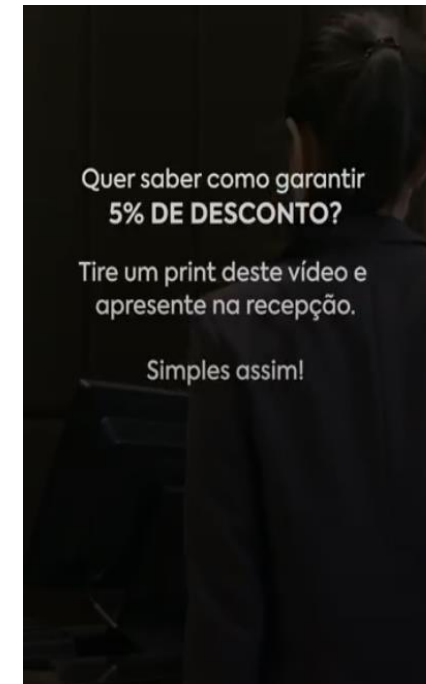 Quer saber como garantir
5% DE DESCONTO?
Tire um print deste vídeo e
apresente na recepção.
Simples assim!